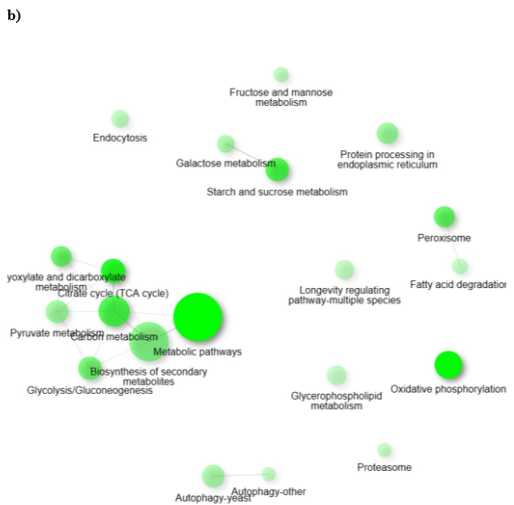 b)
Fructose and mannose
metabolism
Endocytosis
Galactose metabolism
Protein processing in
endoplasmic reticulum
Starch and sucrose metabolism
Peroxisome
yoxylate and dicarboxylate
metabolism
Citrate cycle (TCA cycle)
Longevity regulating
pathway-multiple species
Fatty acid degradation
Pyruvate metabolism
Carbon metabolism
Metabolic pathways
Biosynthesis of secondary
metabolites
Glycolysis/Gluconeogenesis
Glycerophospholipid
metabolism
Oxidative phosphorylation
Proteasome
Autophagy-yeast
Autophagy-other